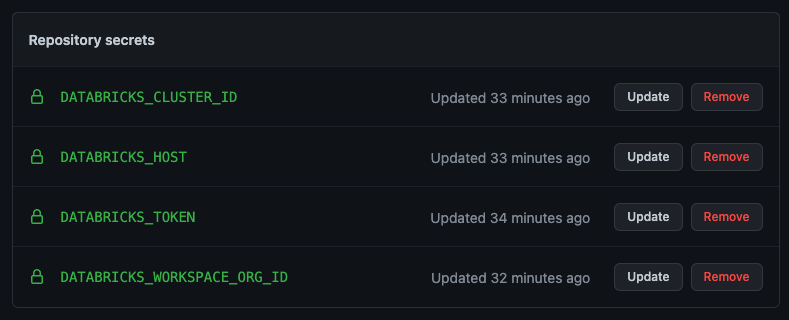 Repository secrets
DATABRICKS_CLUSTER_ID Updated 33 minutes ago Update Remove
DATABRICKS_HOST Updated 33 minutes ago Update Remove
DATABRICKS_TOKEN Updated 34 minutes ago Update Remove
DATABRICKS_WORKSPACE_ORG_ID Updated 32 minutes ago Update Remove